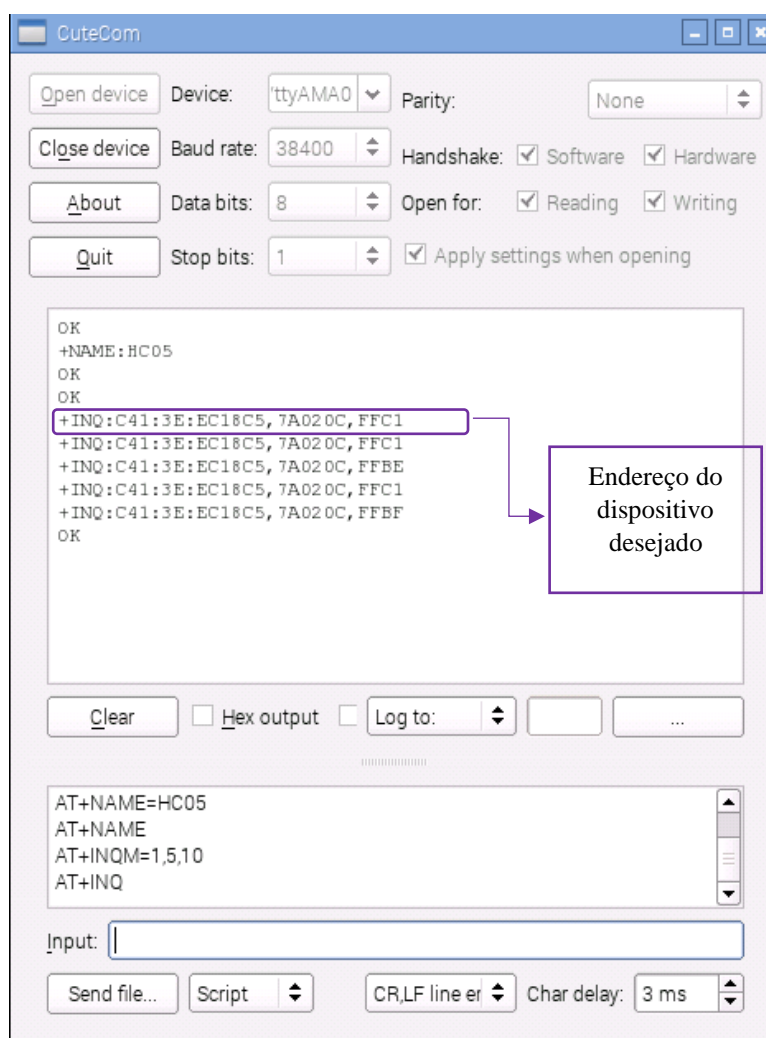 CuteCom
Open device Device: 'ttyAMA0 Parity: None
Close device Baud rate: 38400 Handshake: Software Hardware
About Data bits: 8 Open for: Reading Writing
Quit Stop bits: 1 Apply settings when opening
OK
+NAME:HC05
OK
OK
+INQ:C41:3E:EC18C5,7A020C,FFC1
+INQ:C41:3E:EC18C5,7A020C,FFC1
+INQ:C41:3E:EC18C5,7A020C,FFBE
+INQ:C41:3E:EC18C5,7A020C,FFC1
+INQ:C41:3E:EC18C5,7A020C,FFBF
OK
Endereço do
dispositivo
desejado
Clear Hex output Log to: ...
AT+NAME=HC05
AT+NAME
AT+INQM=1,5,10
AT+INQ
Input:
Send file... Script CR,LF line er Char delay: 3 ms